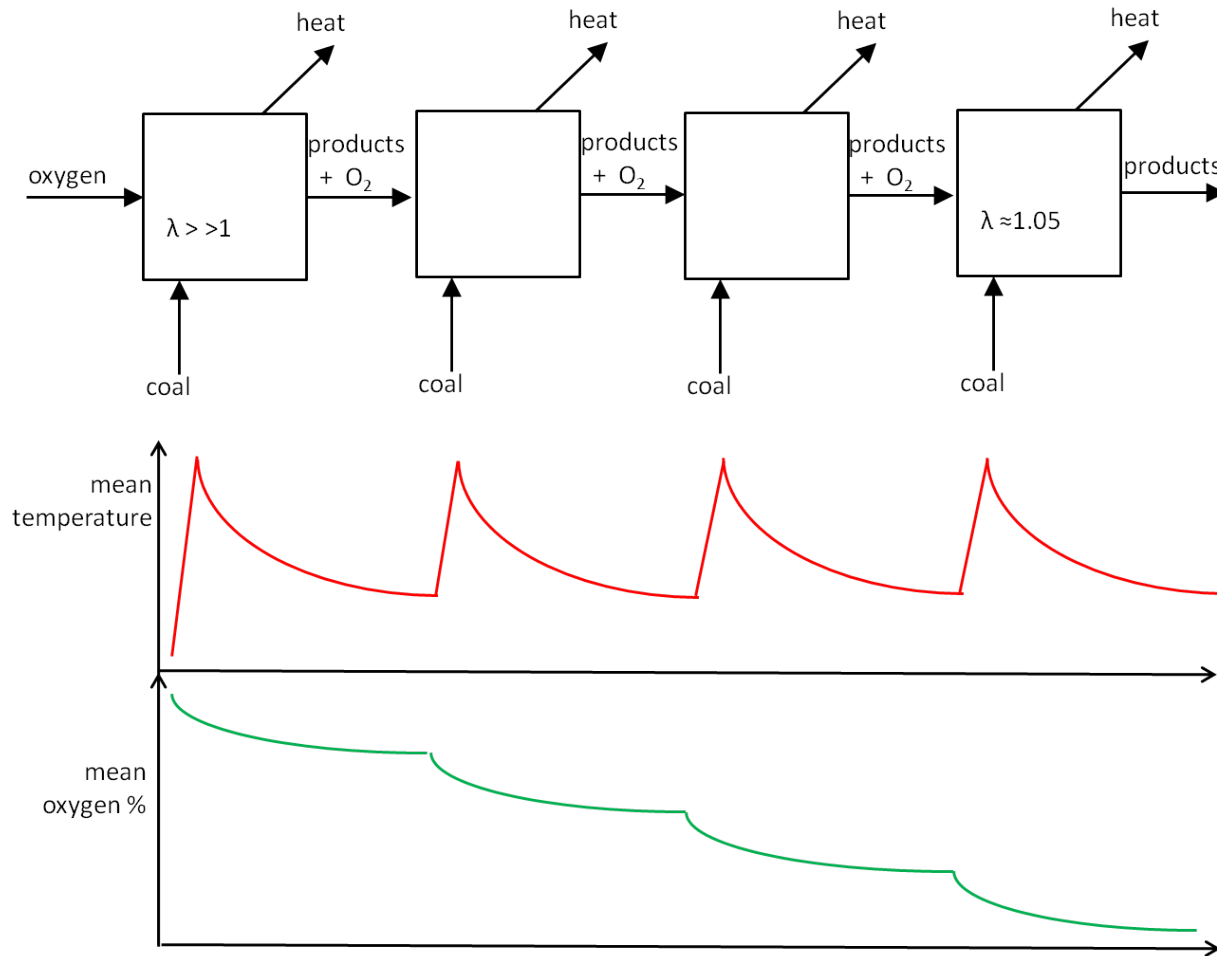 heat
heat
heat
heat
oxygen
products
+ O₂
products
+ O₂
products
+ O₂
products
λ > >1
λ ≈1.05
coal
coal
coal
coal
mean
temperature
mean
oxygen %